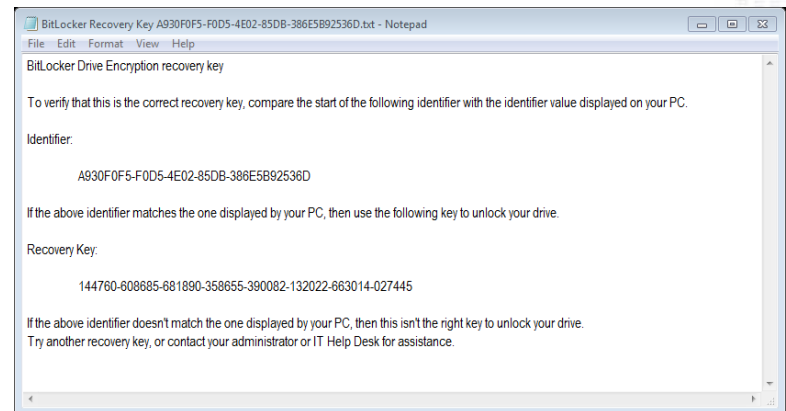 BitLocker Recovery Key A930F0F5-F0D5-4E02-85DB-386E5B92536D.txt - Notepad
File Edit Format View Help
BitLocker Drive Encryption recovery key
To verify that this is the correct recovery key, compare the start of the following identifier with the identifier value displayed on your PC.
Identifier:
A930F0F5-F0D5-4E02-85DB-386E5B92536D
If the above identifier matches the one displayed by your PC, then use the following key to unlock your drive.
Recovery Key:
144760-608685-681890-358655-390082-132022-663014-027445
If the above identifier doesn't match the one displayed by your PC, then this isn't the right key to unlock your drive.
Try another recovery key, or contact your administrator or IT Help Desk for assistance.